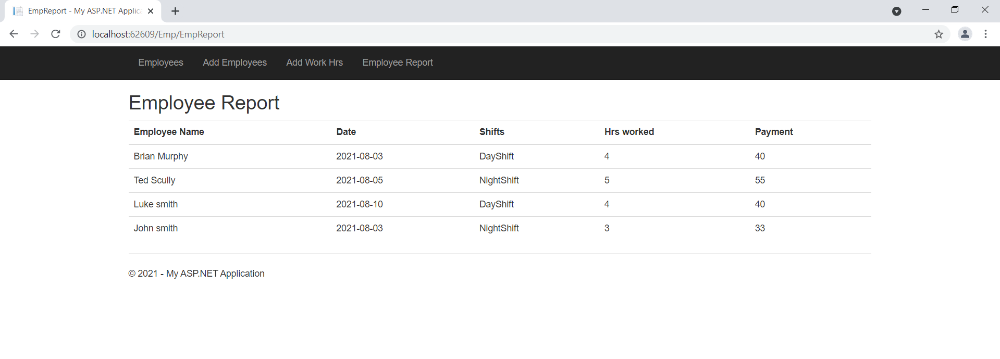 EmpReport - My ASP.NET Applic
localhost:62609/Emp/EmpReport
Employees Add Employees Add Work Hrs Employee Report
Employee Report
Employee Name Date Shifts Hrs worked Payment
Brian Murphy 2021-08-03 DayShift 4 40
Ted Scully 2021-08-05 NightShift 5 55
Luke smith 2021-08-10 DayShift 4 40
John smith 2021-08-03 NightShift 3 33
© 2021 - My ASP.NET Application